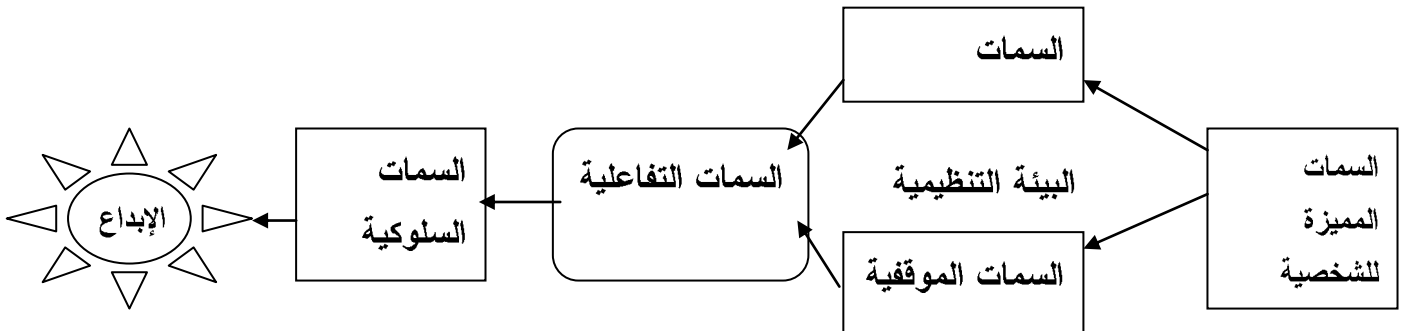 السمات
السمات
المميزة
للشخصية
البيئة التنظيمية
السمات الموقفية
السمات التفاعلية
السمات
السلوكية
الإبداع